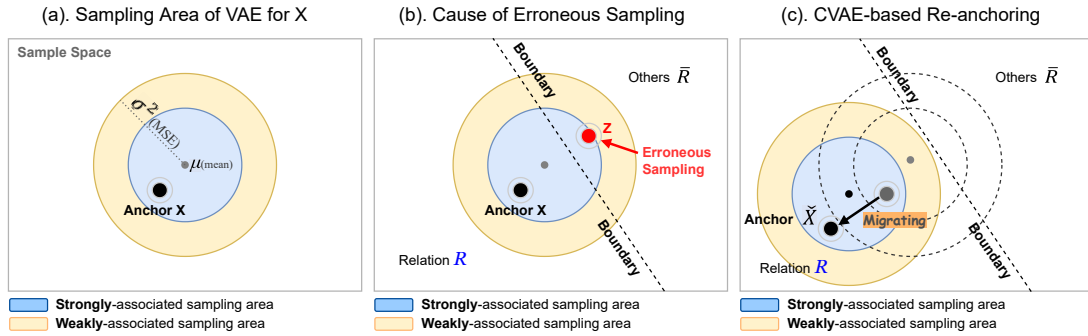 (a). Sampling Area of VAE for X
Sample Space
σ² (MSE)
μ(mean)
Anchor X
Strongly-associated sampling area
Weakly-associated sampling area
(b). Cause of Erroneous Sampling
Boundary
Others R̄
Z
Erroneous
Sampling
Anchor X
Boundary
Relation R
Strongly-associated sampling area
Weakly-associated sampling area
(c). CVAE-based Re-anchoring
Boundary
Others R̄
Anchor X̌
Migrating
Relation R
Boundary
Strongly-associated sampling area
Weakly-associated sampling area